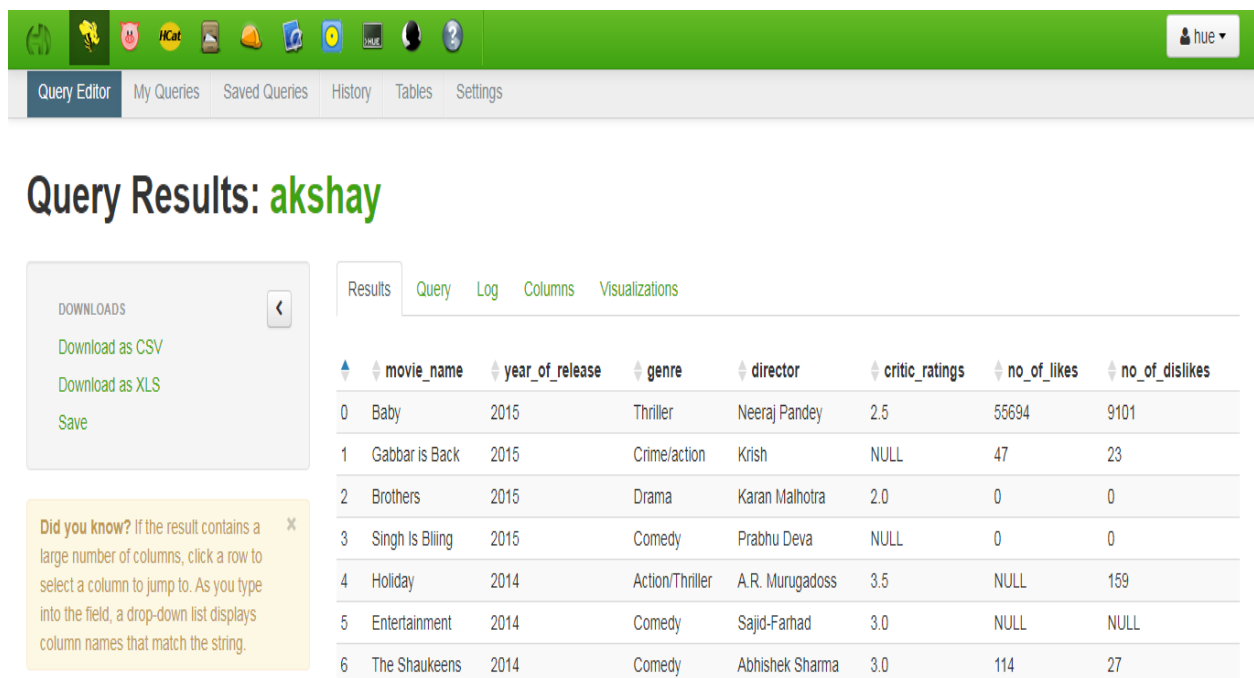 HCat
>HUE
?
hue
Query Editor My Queries Saved Queries History Tables Settings
Query Results: akshay
DOWNLOADS
Download as CSV
Download as XLS
Save
Did you know? If the result contains a
large number of columns, click a row to
select a column to jump to. As you type
into the field, a drop-down list displays
column names that match the string.
Results Query Log Columns Visualizations
movie_name year_of_release genre director critic_ratings no_of_likes no_of_dislikes
0 Baby 2015 Thriller Neeraj Pandey 2.5 55694 9101
1 Gabbar is Back 2015 Crime/action Krish NULL 47 23
2 Brothers 2015 Drama Karan Malhotra 2.0 0 0
3 Singh Is Bliing 2015 Comedy Prabhu Deva NULL 0 0
4 Holiday 2014 Action/Thriller A.R. Murugadoss 3.5 NULL 159
5 Entertainment 2014 Comedy Sajid-Farhad 3.0 NULL NULL
6 The Shaukeens 2014 Comedy Abhishek Sharma 3.0 114 27